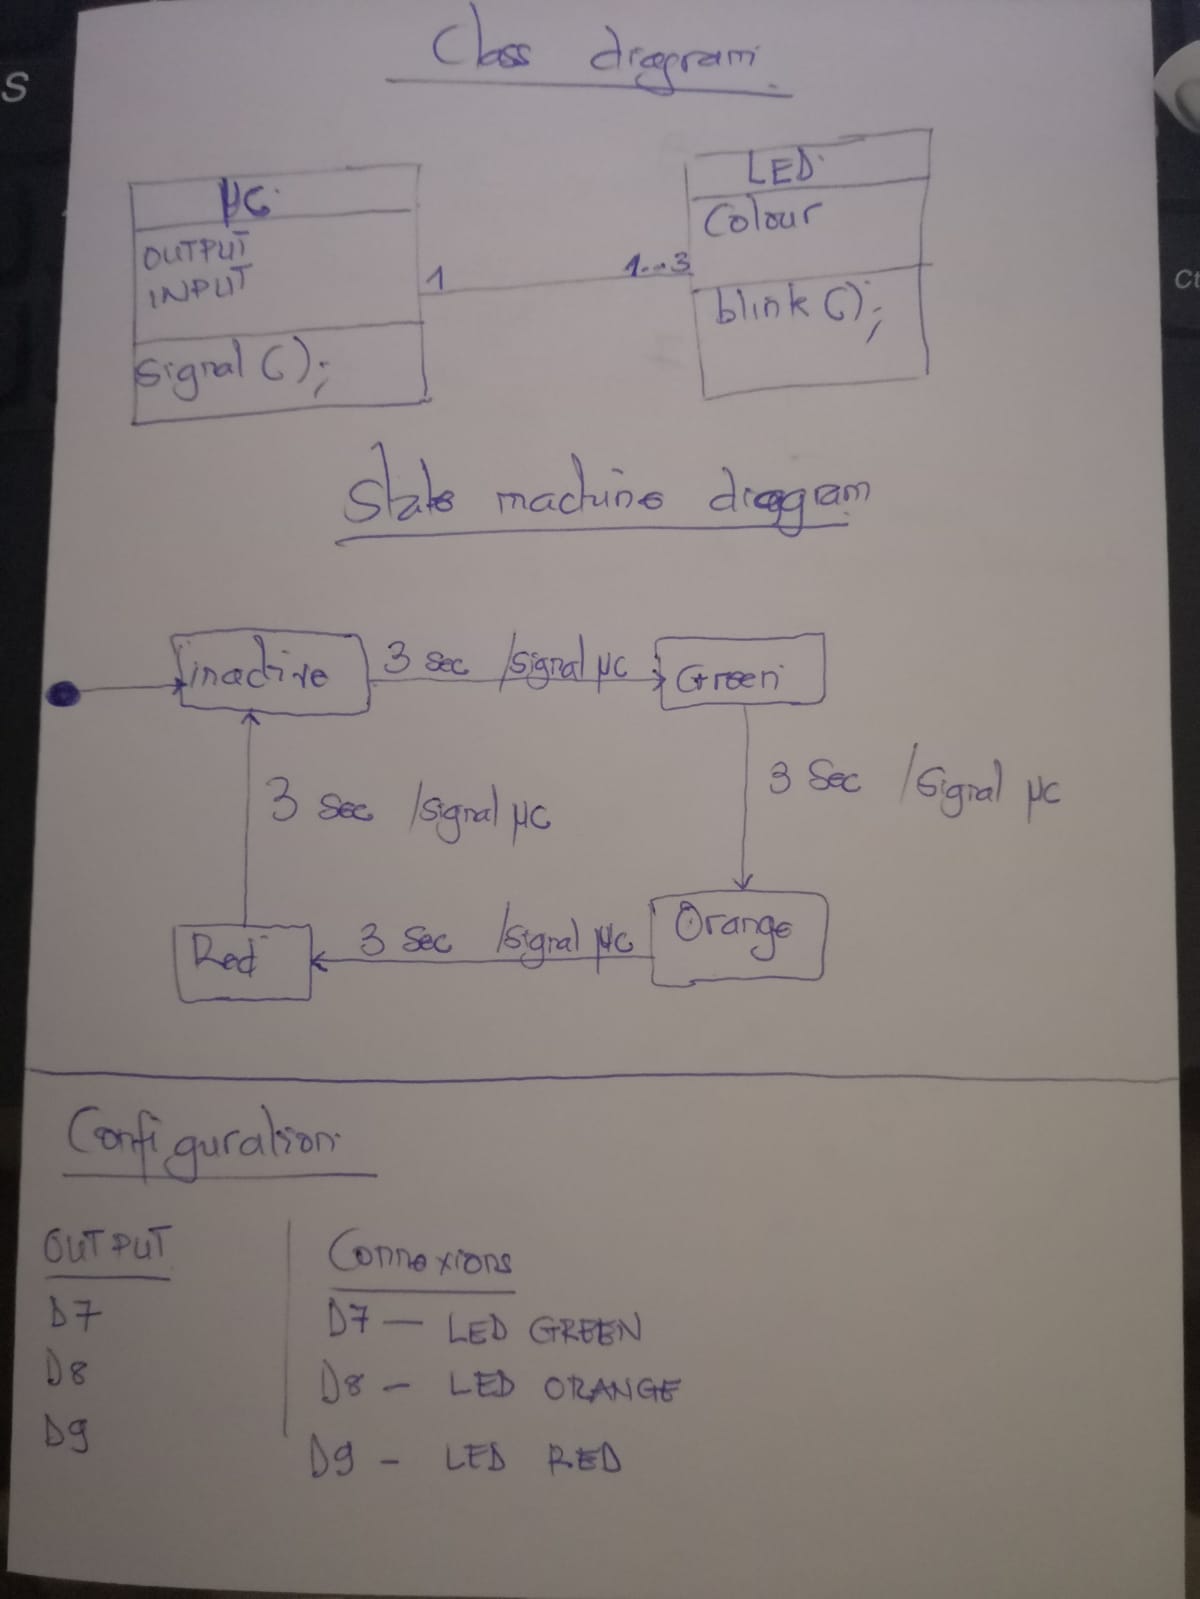 S
Class diagram
µC
OUTPUT
INPUT
Signal ();
1
1...3
LED
Colour
blink ();
Ct
State machine diagram
inactive
3 sec /signal µC
Green
3 sec /signal µC
3 Sec /Signal µC
Red
3 Sec /signal µC
Orange
Configuration
OUTPUT
D7
D8
D9
Connexions
D7 — LED GREEN
D8 - LED ORANGE
D9 - LED RED